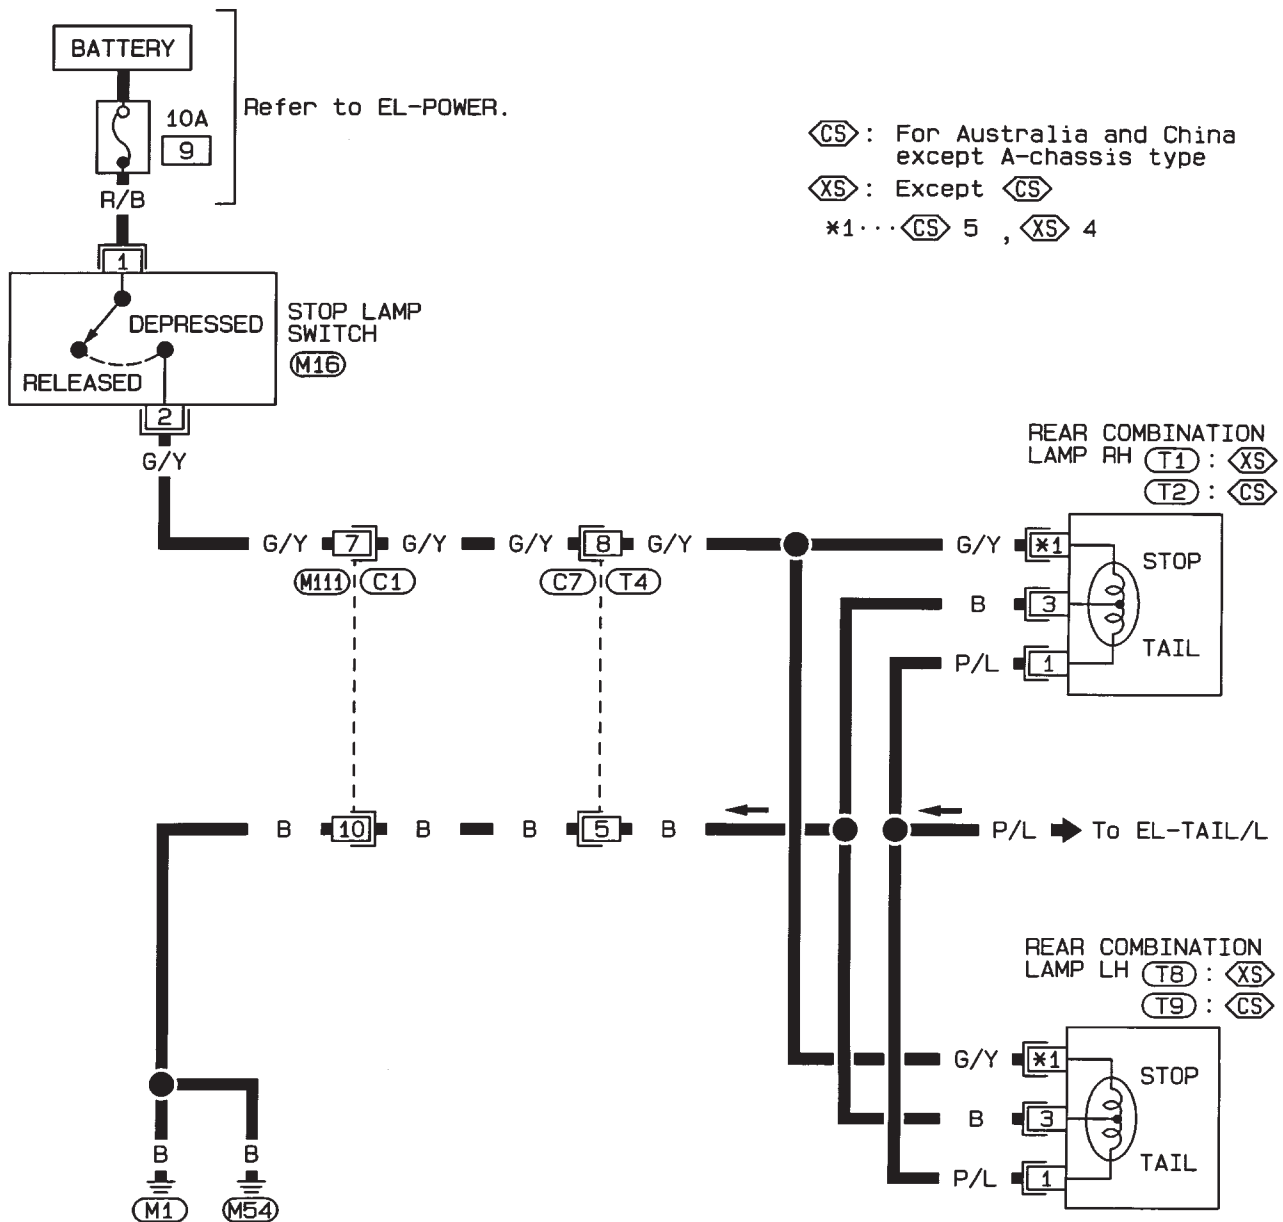 BATTERY
10A
9
Refer to EL-POWER.
R/B
CS : For Australia and China
except A-chassis type
XS : Except CS
*1··· CS 5 , XS 4
1
DEPRESSED
RELEASED
STOP LAMP
SWITCH
M16
2
G/Y
REAR COMBINATION
LAMP RH T1 : XS
T2 : CS
G/Y 7 G/Y G/Y 8 G/Y G/Y *1
STOP
M111 C1 C7 T4
B 3
TAIL
P/L 1
B 10 B B 5 B P/L To EL-TAIL/L
REAR COMBINATION
LAMP LH T8 : XS
T9 : CS
G/Y *1
STOP
B 3
TAIL
P/L 1
B B
M1 M54